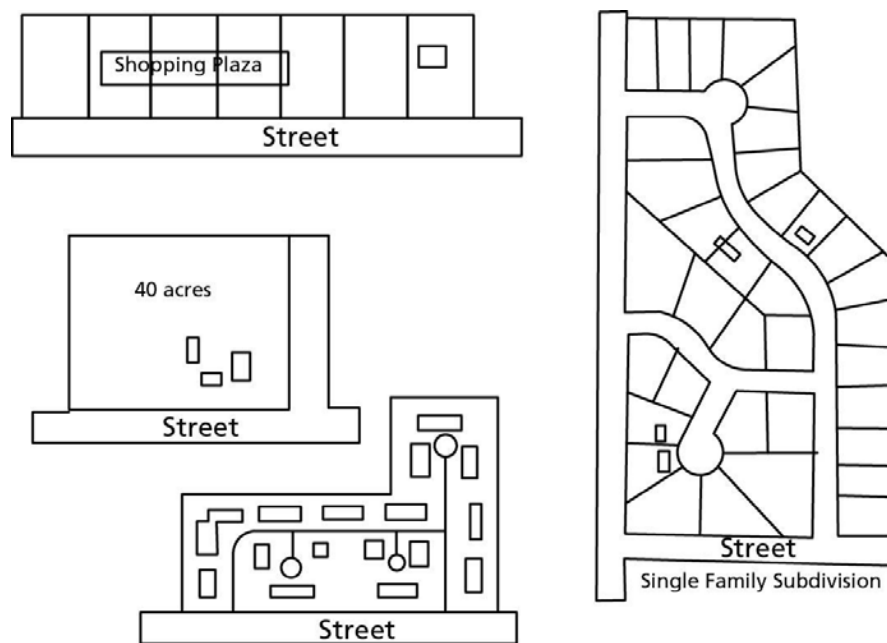 Shopping Plaza
Street
40 acres
Street
Street
Street
Single Family Subdivision